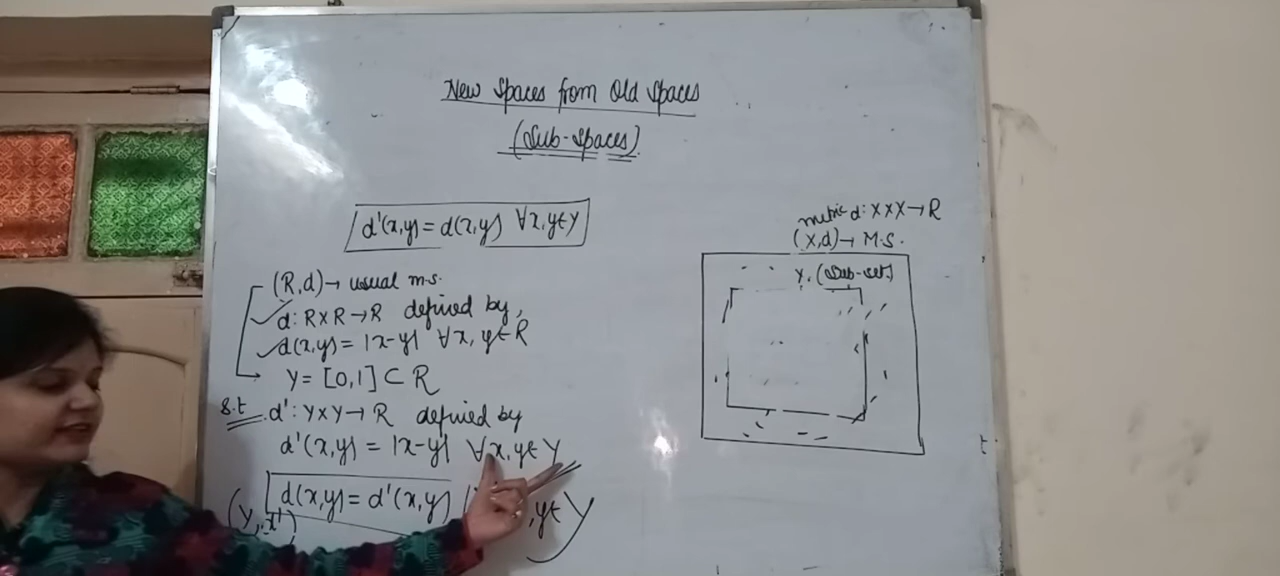 New Spaces from Old Spaces
(Sub-Spaces)
d'(x,y) = d(x,y) ∀x,y∈Y
(R,d) → usual m.s.
d: R×R → R defined by,
d(x,y) = |x-y| ∀x,y∈R
Y = [0,1] ⊂ R
S.t d': Y×Y → R defined by
d'(x,y) = |x-y| ∀x,y∈Y
d(x,y) = d'(x,y) ,y∈Y
metric d: X×X→R
(X,d) → M.S.
Y. (Sub-set)